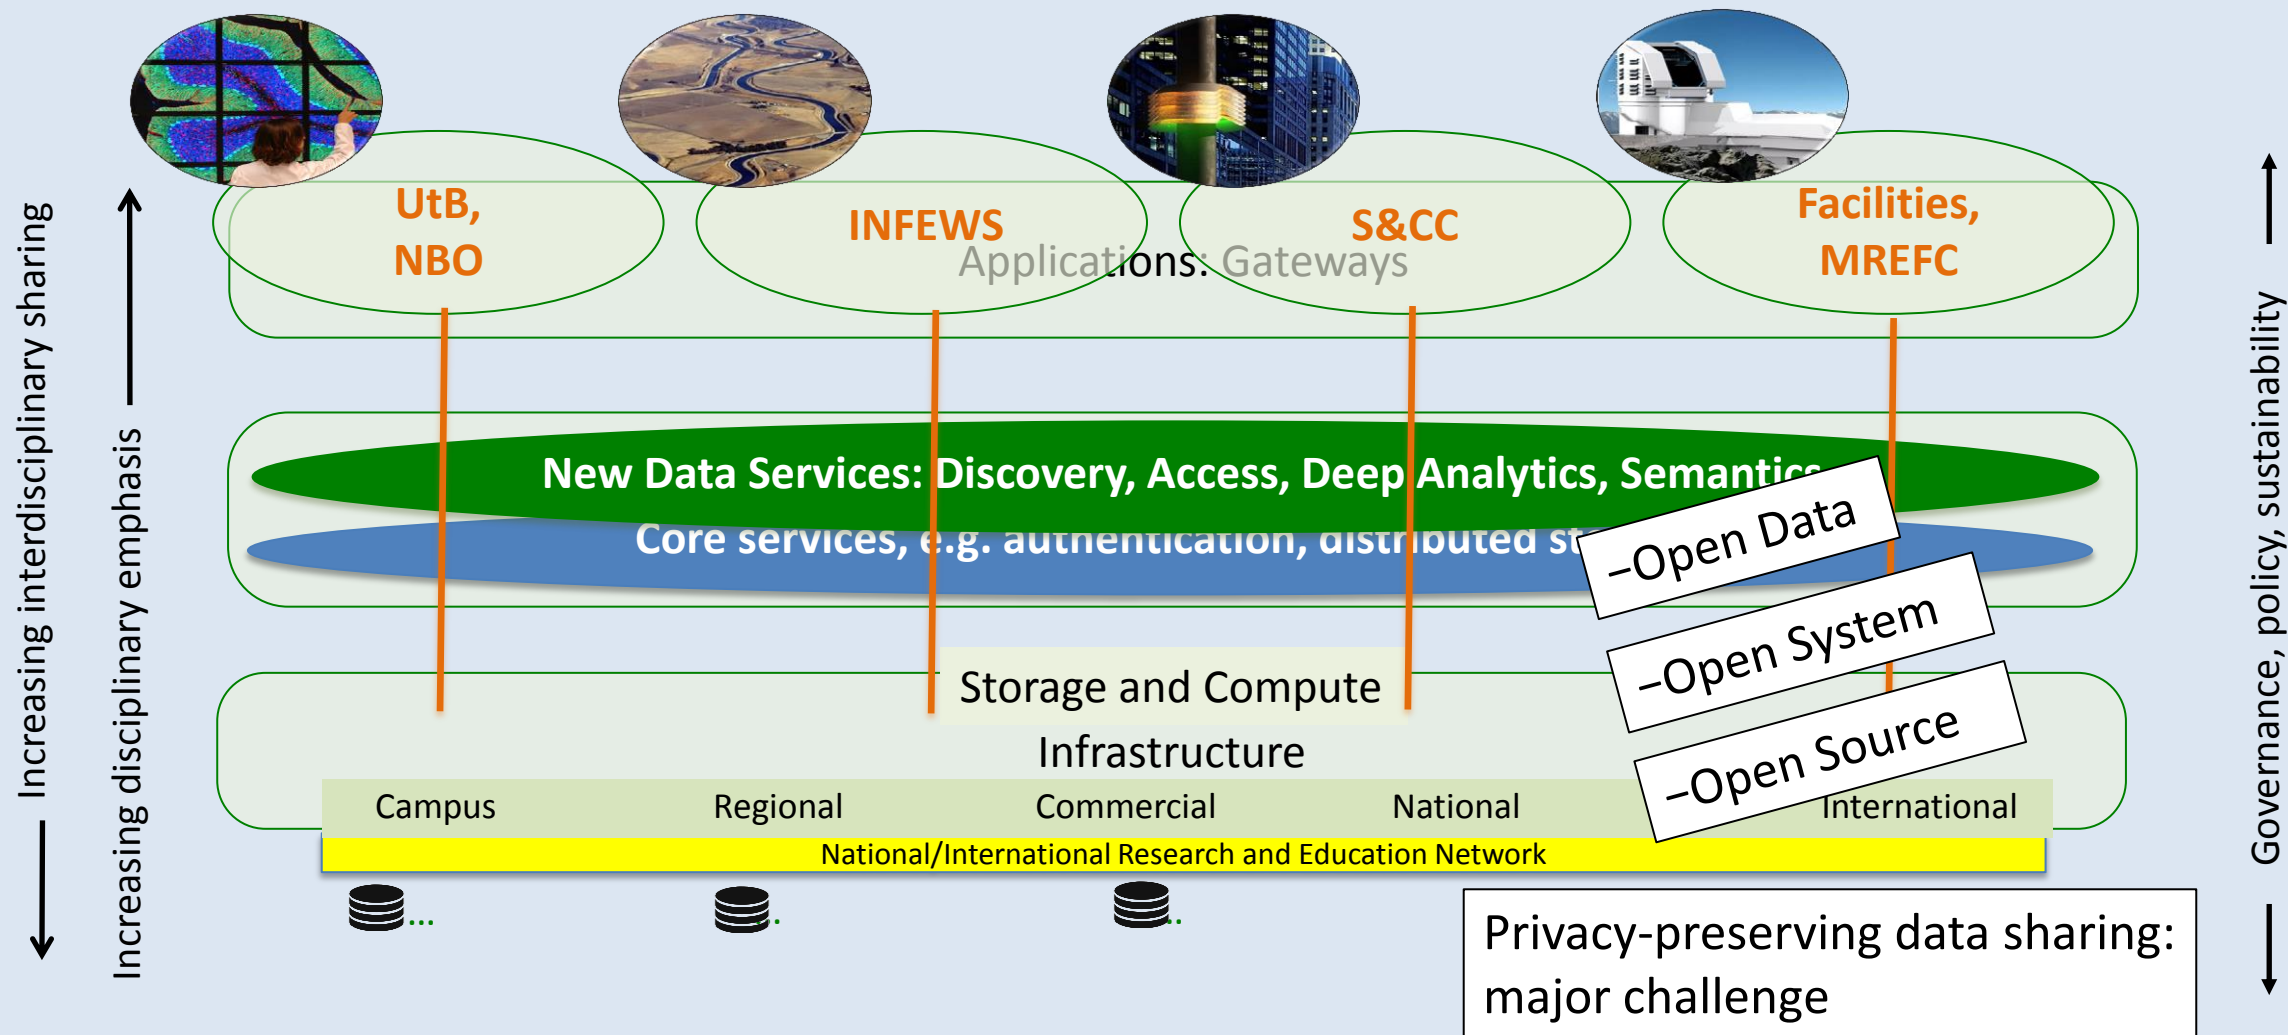 UtB,
NBO
INFEWS
S&CC
Facilities,
MREFC
Applications: Gateways
Increasing interdisciplinary sharing
Increasing disciplinary emphasis
Governance, policy, sustainability
New Data Services: Discovery, Access, Deep Analytics, Semantics
Core services, e.g. authentication, distributed
–Open Data
–Open System
–Open Source
Storage and Compute
Infrastructure
Campus Regional Commercial National International
National/International Research and Education Network
... .. ..
Privacy-preserving data sharing:
major challenge